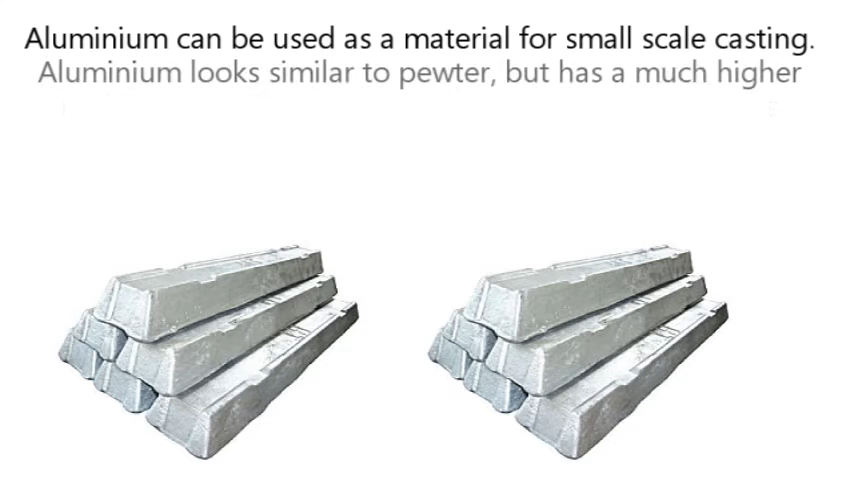 Aluminium can be used as a material for small scale casting.
Aluminium looks similar to pewter, but has a much higher